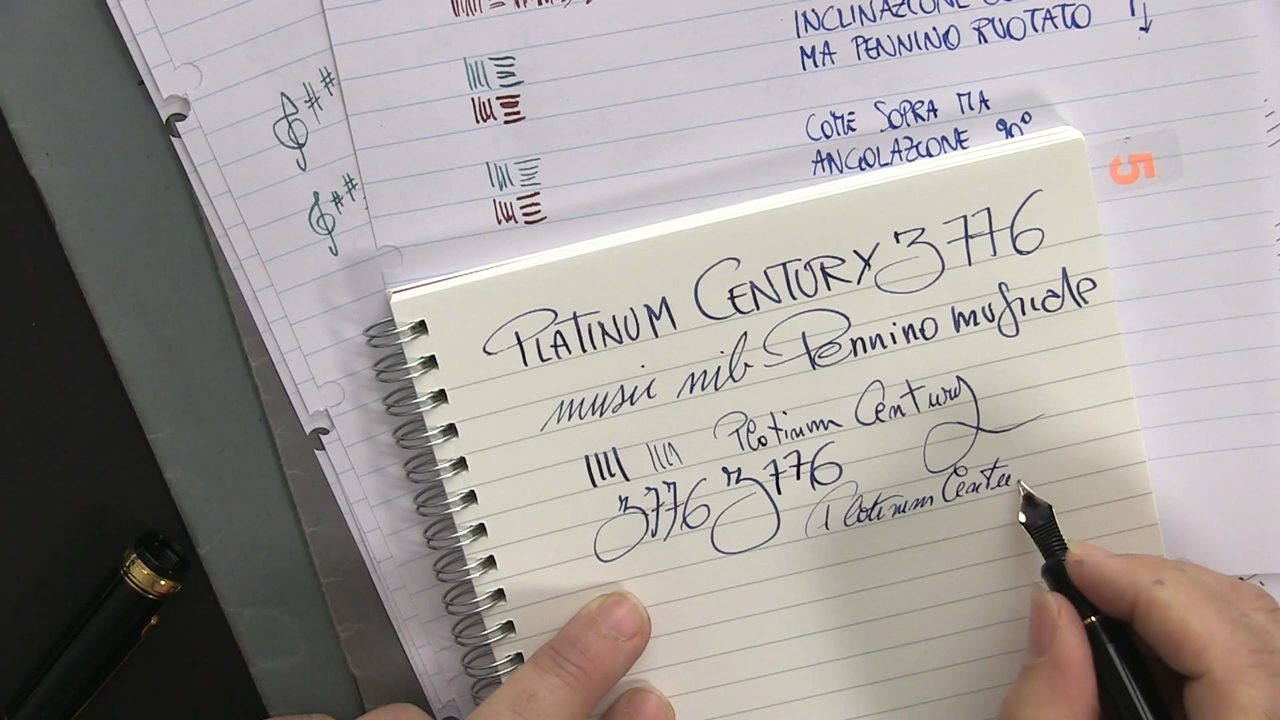 INCLINAZIONE
MA PENNINO RUOTATO
COME SOPRA MA
ANGOLAZIONE 90°
5
PLATINUM CENTURY 3776
music nib Pennino musicale
Platinum Century
3776 3776
Platinum Centu